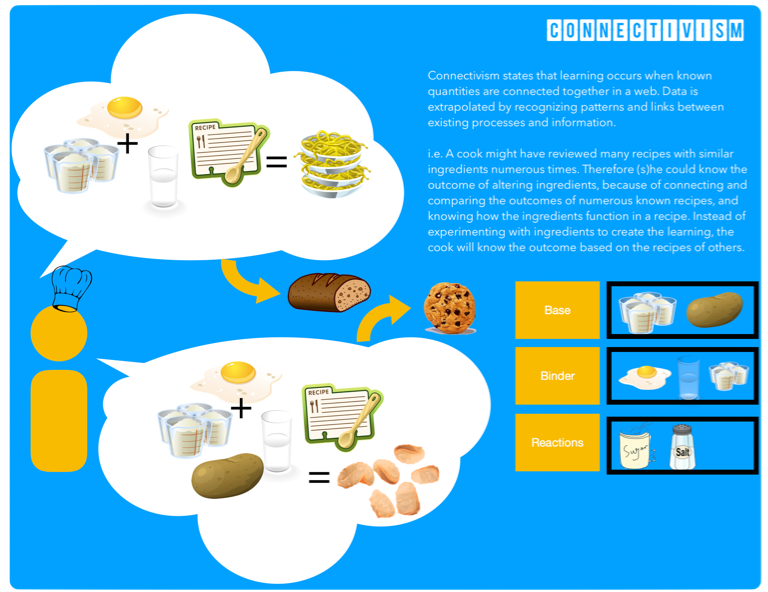 CONNECTIVISM
Connectivism states that learning occurs when known
quantities are connected together in a web. Data is
extrapolated by recognizing patterns and links between
existing processes and information.
i.e. A cook might have reviewed many recipes with similar
ingredients numerous times. Therefore (s)he could know the
outcome of altering ingredients, because of connecting and
comparing the outcomes of numerous known recipes, and
knowing how the ingredients function in a recipe. Instead of
experimenting with ingredients to create the learning, the
cook will know the outcome based on the recipes of others.
RECIPE
+
=
Base
Binder
RECIPE
+
=
Reactions
Sugar
Salt